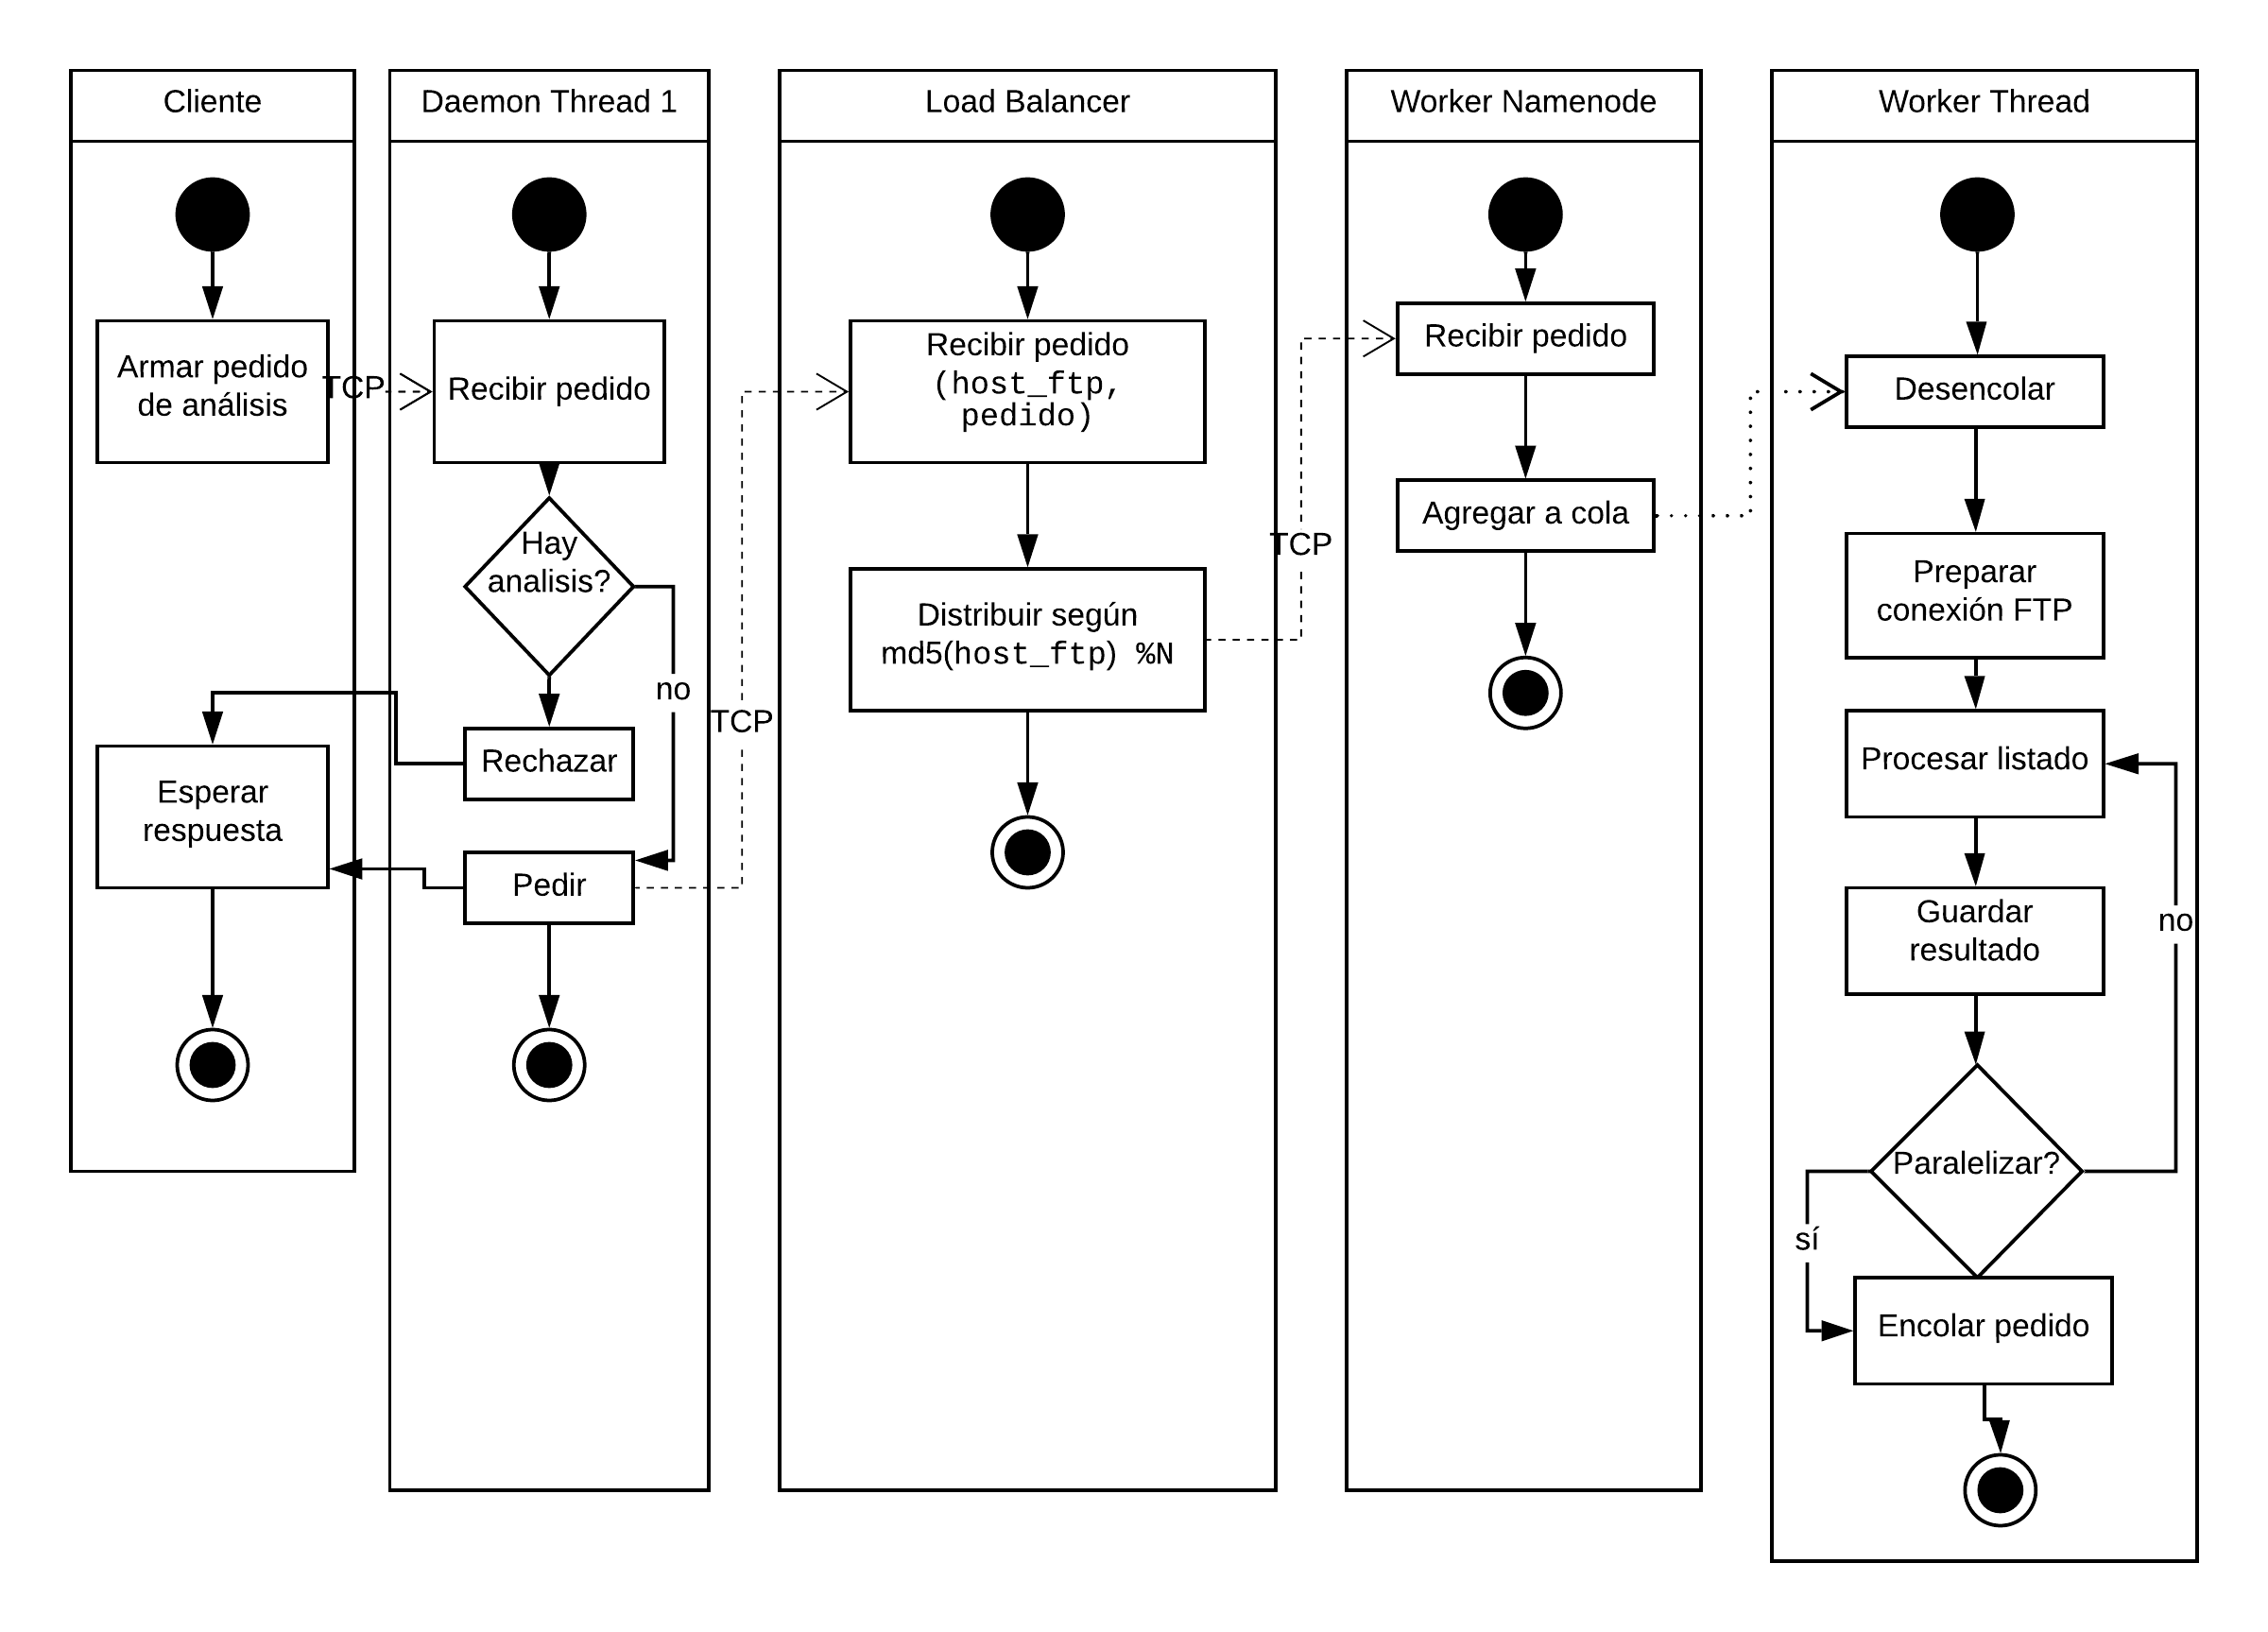 Cliente
Daemon Thread 1
Load Balancer
Worker Namenode
Worker Thread
Armar pedido
de análisis
TCP
Recibir pedido
Hay
analisis?
no
Rechazar
Esperar
respuesta
Pedir
TCP
Recibir pedido
(host_ftp,
pedido)
Distribuir según
md5(host_ftp) %N
TCP
Recibir pedido
Agregar a cola
Desencolar
Preparar
conexión FTP
Procesar listado
Guardar
resultado
no
Paralelizar?
sí
Encolar pedido